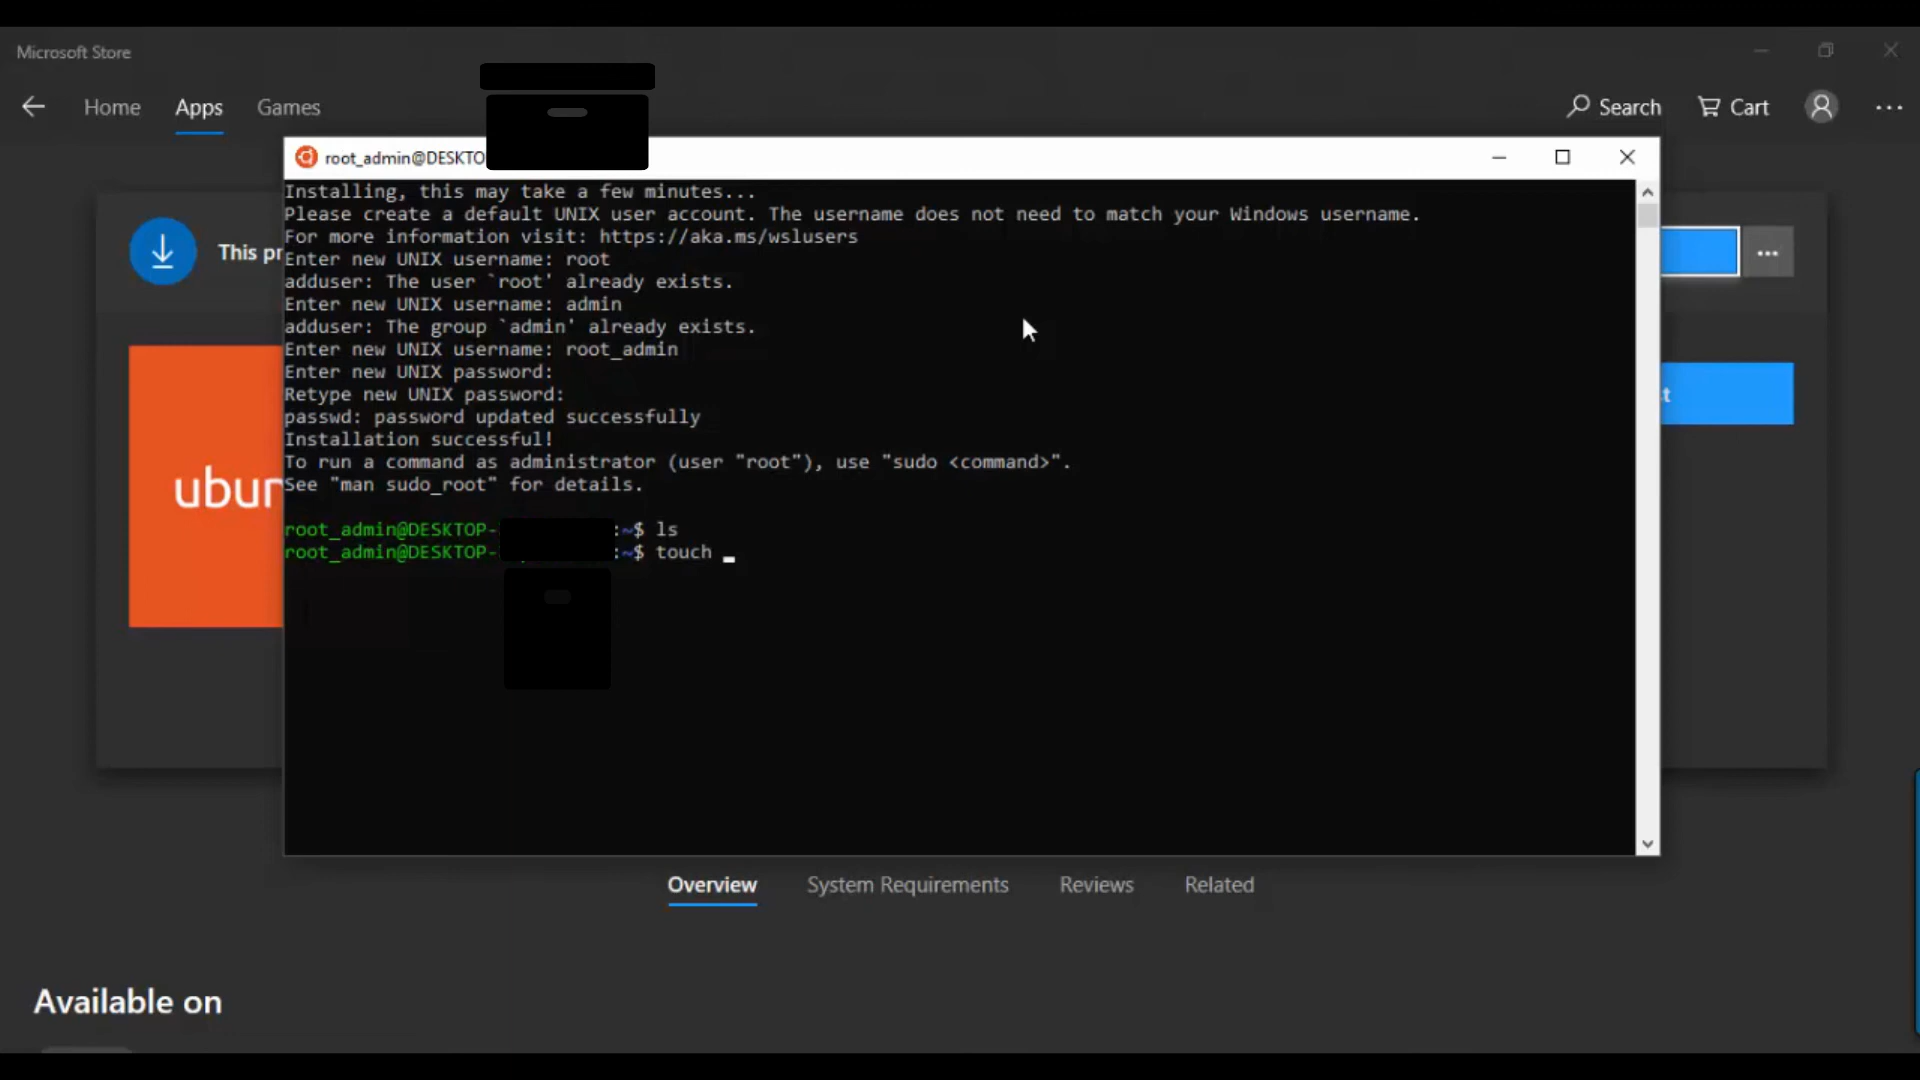 Microsoft Store
Home Apps Games
Search Cart
root_admin@DESKTO
Installing, this may take a few minutes...
Please create a default UNIX user account. The username does not need to match your Windows username.
For more information visit: https://aka.ms/wslusers
Enter new UNIX username: root
adduser: The user `root' already exists.
Enter new UNIX username: admin
adduser: The group `admin' already exists.
Enter new UNIX username: root_admin
Enter new UNIX password:
Retype new UNIX password:
passwd: password updated successfully
Installation successful!
To run a command as administrator (user "root"), use "sudo <command>".
See "man sudo_root" for details.
root_admin@DESKTOP- :~$ ls
root_admin@DESKTOP- :~$ touch _
This pr
ubun
t
Overview System Requirements Reviews Related
Available on